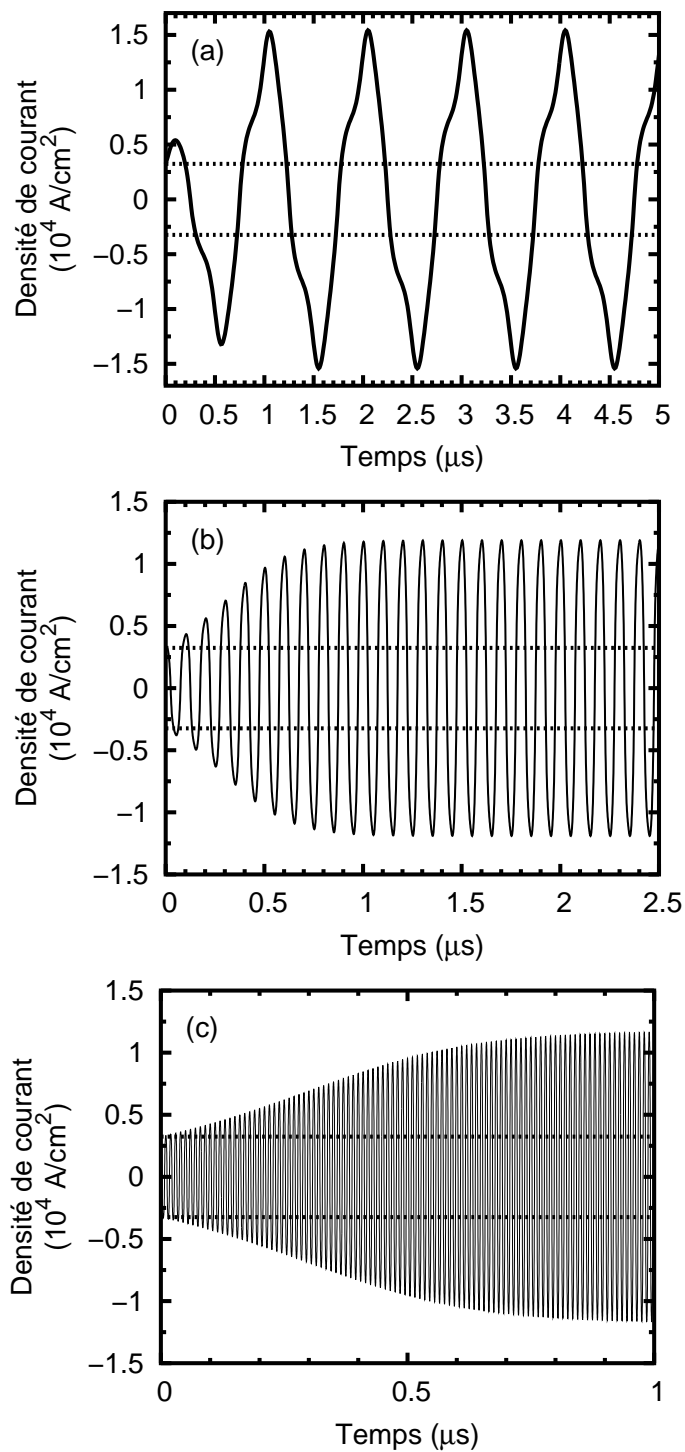 (a)
Densité de courant
(10⁴ A/cm²)
1.5
1
0.5
0
−0.5
−1
−1.5
0 0.5 1 1.5 2 2.5 3 3.5 4 4.5 5
Temps (μs)
(b)
Densité de courant
(10⁴ A/cm²)
1.5
1
0.5
0
−0.5
−1
−1.5
0 0.5 1 1.5 2 2.5
Temps (μs)
(c)
Densité de courant
(10⁴ A/cm²)
1.5
1
0.5
0
−0.5
−1
−1.5
0 0.5 1
Temps (μs)